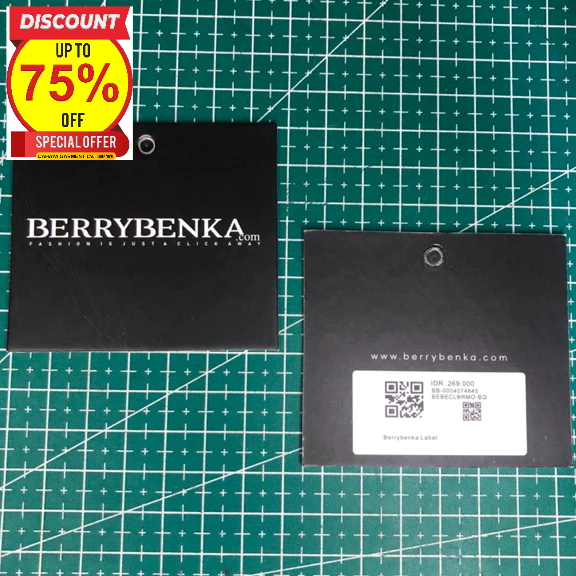 DISCOUNT
UP TO
75%
OFF
SPECIAL OFFER
BERRYBENKA.com
FASHION IS JUST A CLICK AWAY
www.berrybenka.com
IDR. 269.000
BB-0004074845
BEBECLBRMO-BQ
Berrybenka Label